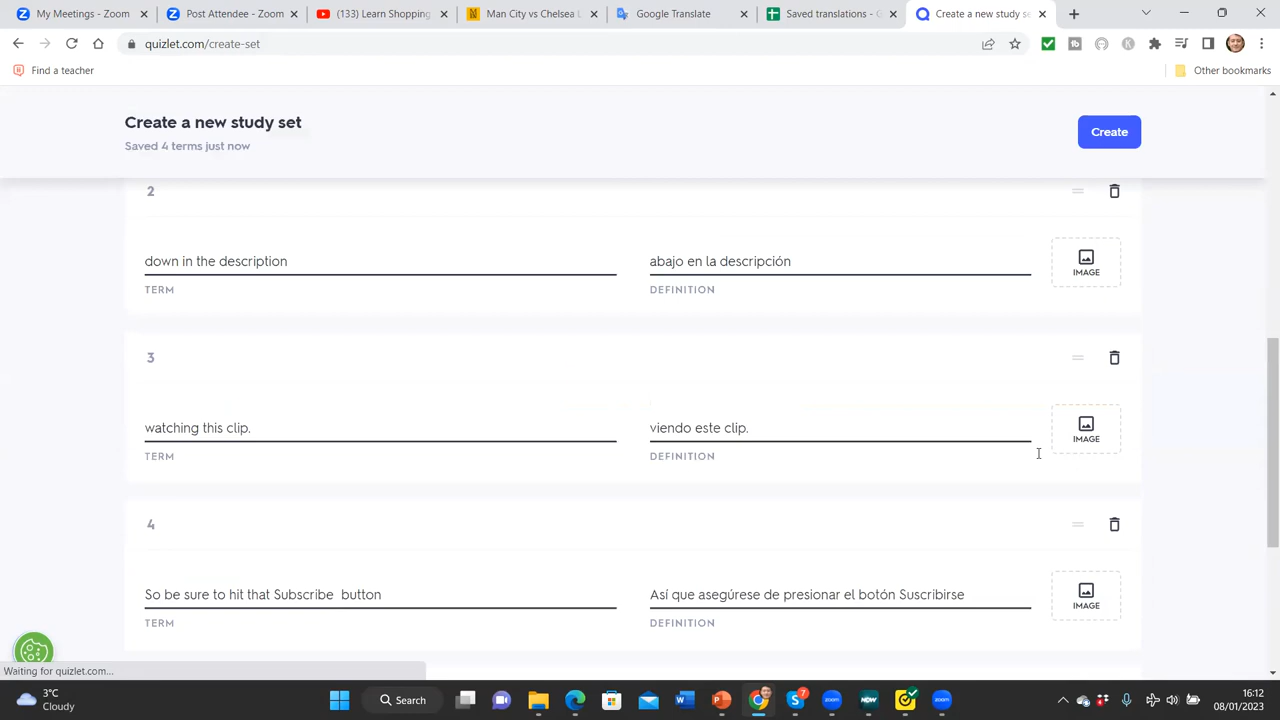 My Meetings - Zoom
Post Attendee - Zoom
(133) Learn Shopping
Man City vs Chelsea L
Google Translate
Saved translations - G
Create a new study se
quizlet.com/create-set
Find a teacher
Other bookmarks
Create a new study set
Saved 4 terms just now
Create
2
down in the description
abajo en la descripción
TERM
DEFINITION
IMAGE
3
watching this clip.
viendo este clip.
TERM
DEFINITION
IMAGE
4
So be sure to hit that Subscribe  button
Así que asegúrese de presionar el botón Suscribirse
TERM
DEFINITION
IMAGE
Waiting for quizlet.com...
3°C
Cloudy
Search
7
16:12
08/01/2023